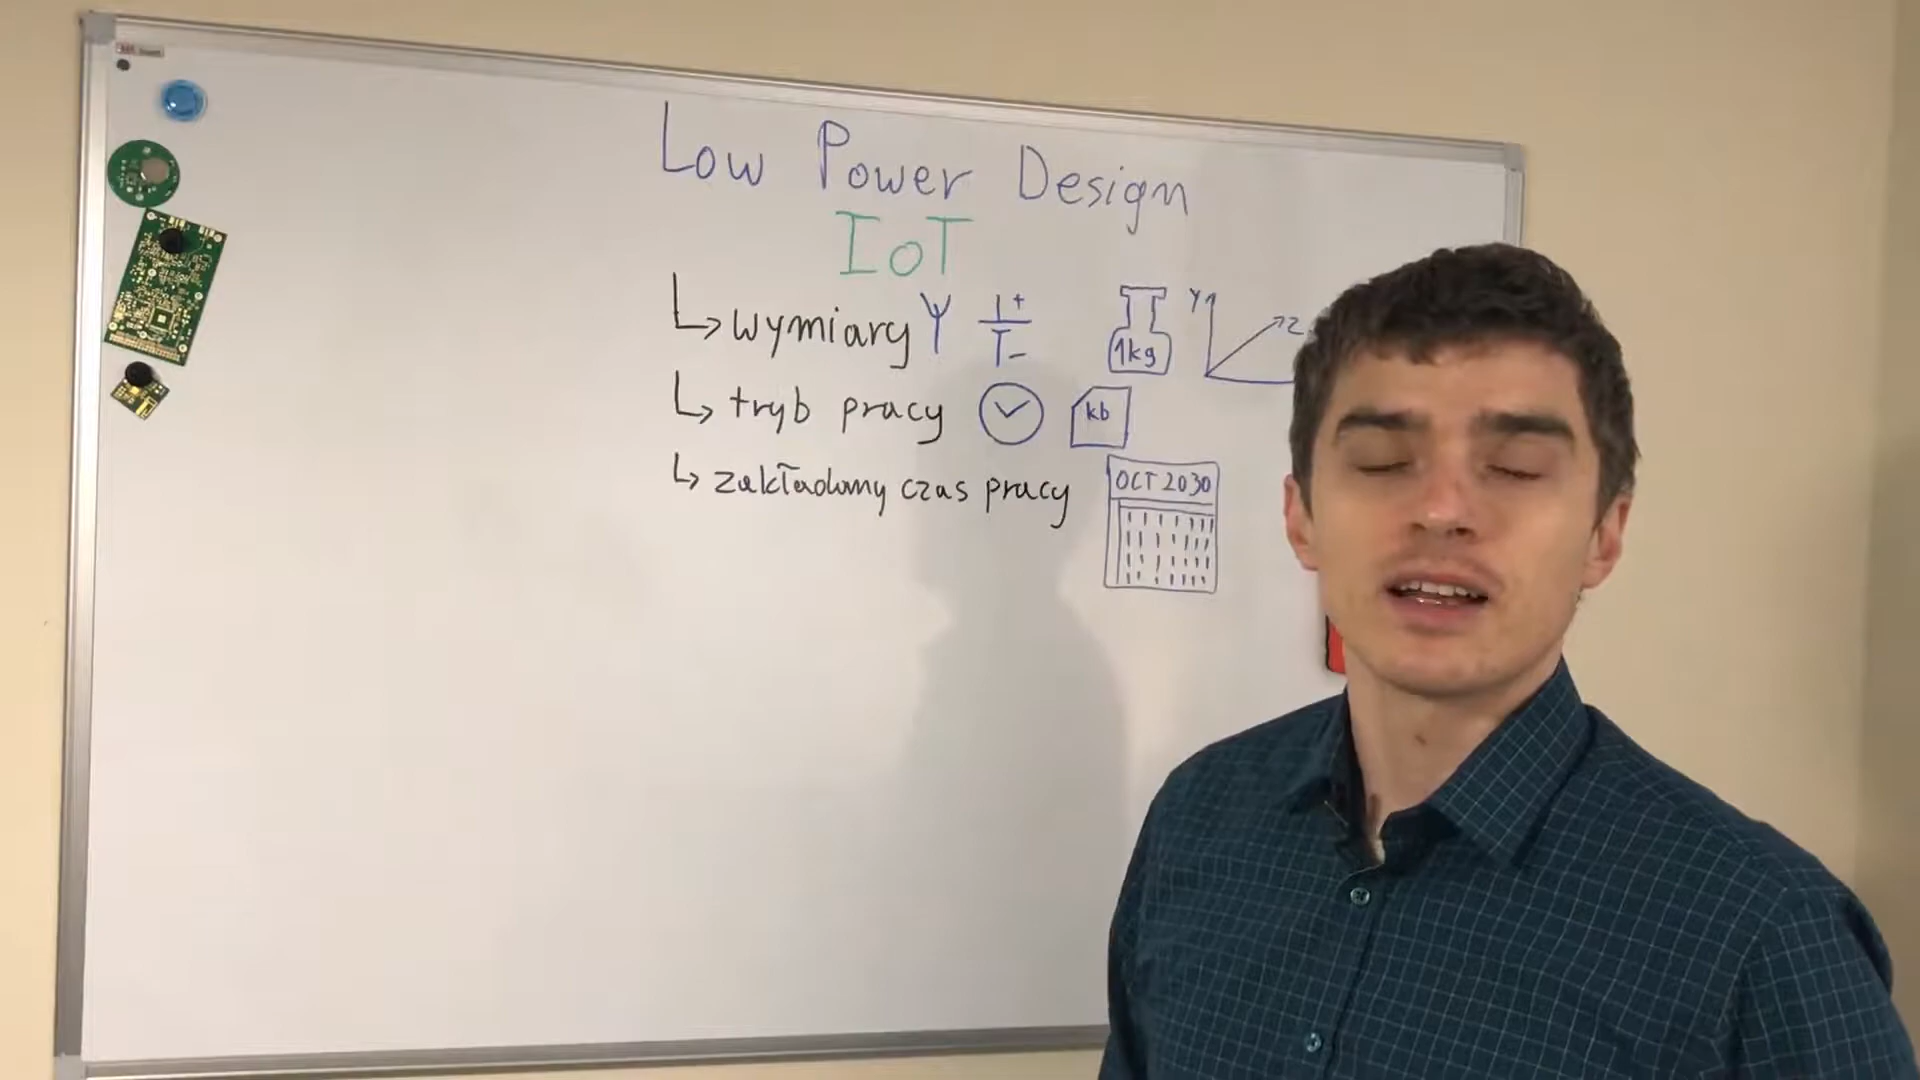 Low Power Design
IoT
wymiary + - 1kg Y Z
tryb pracy kb
zakładany czas pracy OCT 2030